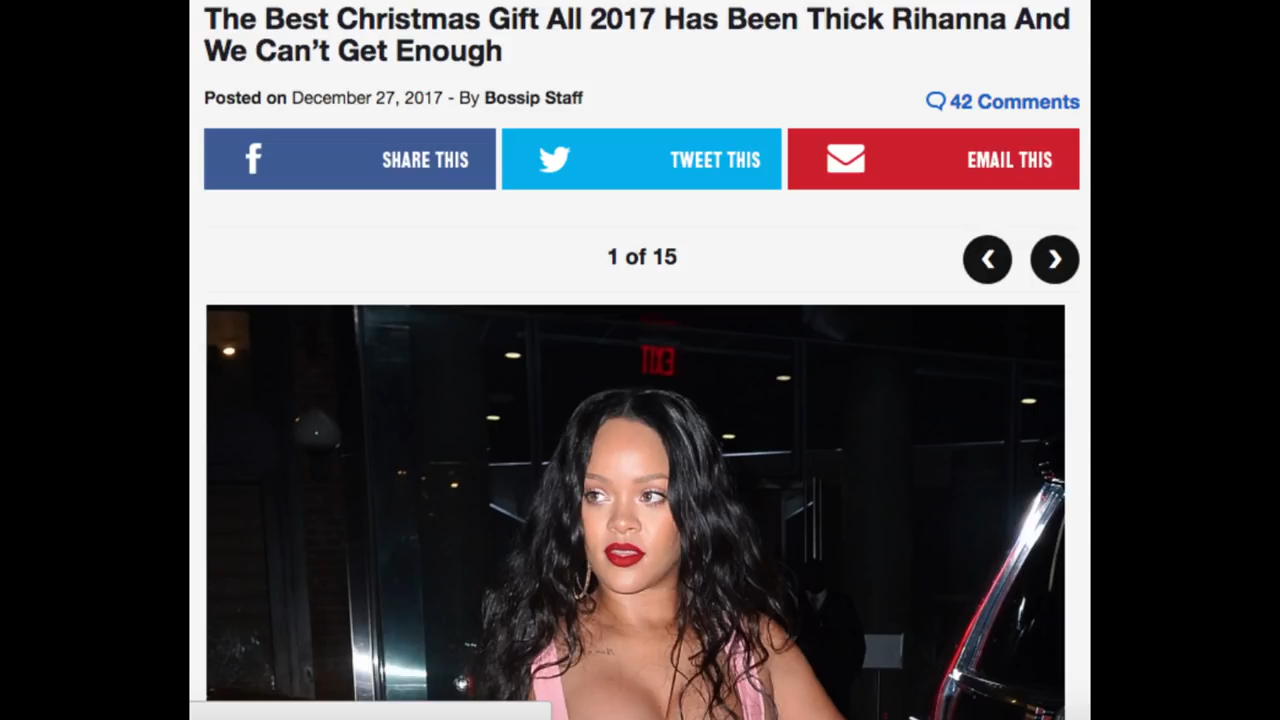 The Best Christmas Gift All 2017 Has Been Thick Rihanna And
We Can’t Get Enough
Posted on December 27, 2017 - By Bossip Staff
42 Comments
SHARE THIS
TWEET THIS
EMAIL THIS
1 of 15
EXIT